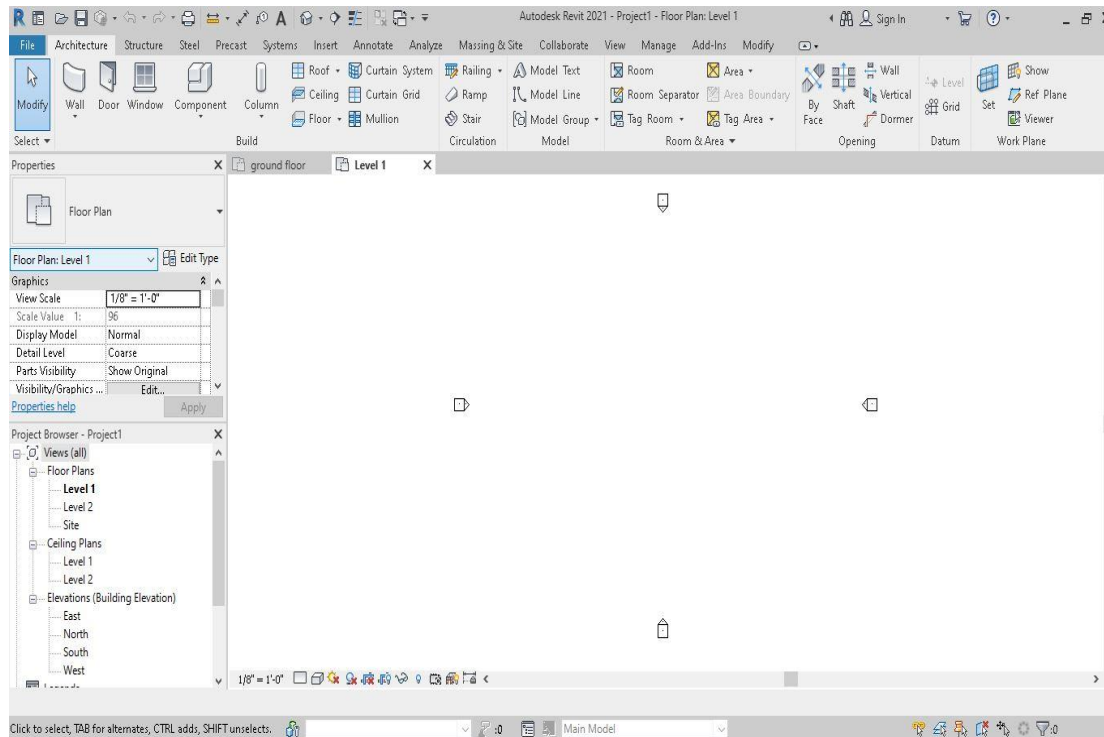 Autodesk Revit 2021 - Project1 - Floor Plan: Level 1
Sign In
File Architecture Structure Steel Precast Systems Insert Annotate Analyze Massing & Site Collaborate View Manage Add-Ins Modify
Modify Wall Door Window Component Column
Roof Curtain System
Ceiling Curtain Grid
Floor Mullion
Railing
Ramp
Stair
Model Text
Model Line
Model Group
Room Area
Room Separator Area Boundary
Tag Room Tag Area
By Face
Shaft
Wall
Vertical
Dormer
Level
Grid
Set
Show
Ref Plane
Viewer
Select Build Circulation Model Room & Area Opening Datum Work Plane
Properties X
ground floor Level 1 X
Floor Plan
Floor Plan: Level 1 Edit Type
Graphics
View Scale 1/8" = 1'-0"
Scale Value 1: 96
Display Model Normal
Detail Level Coarse
Parts Visibility Show Original
Visibility/Graphics ... Edit...
Properties help Apply
Project Browser - Project1 X
Views (all)
Floor Plans
Level 1
Level 2
Site
Ceiling Plans
Level 1
Level 2
Elevations (Building Elevation)
East
North
South
West
1/8" = 1'-0"
Click to select, TAB for alternates, CTRL adds, SHIFT unselects. :0 Main Model :0